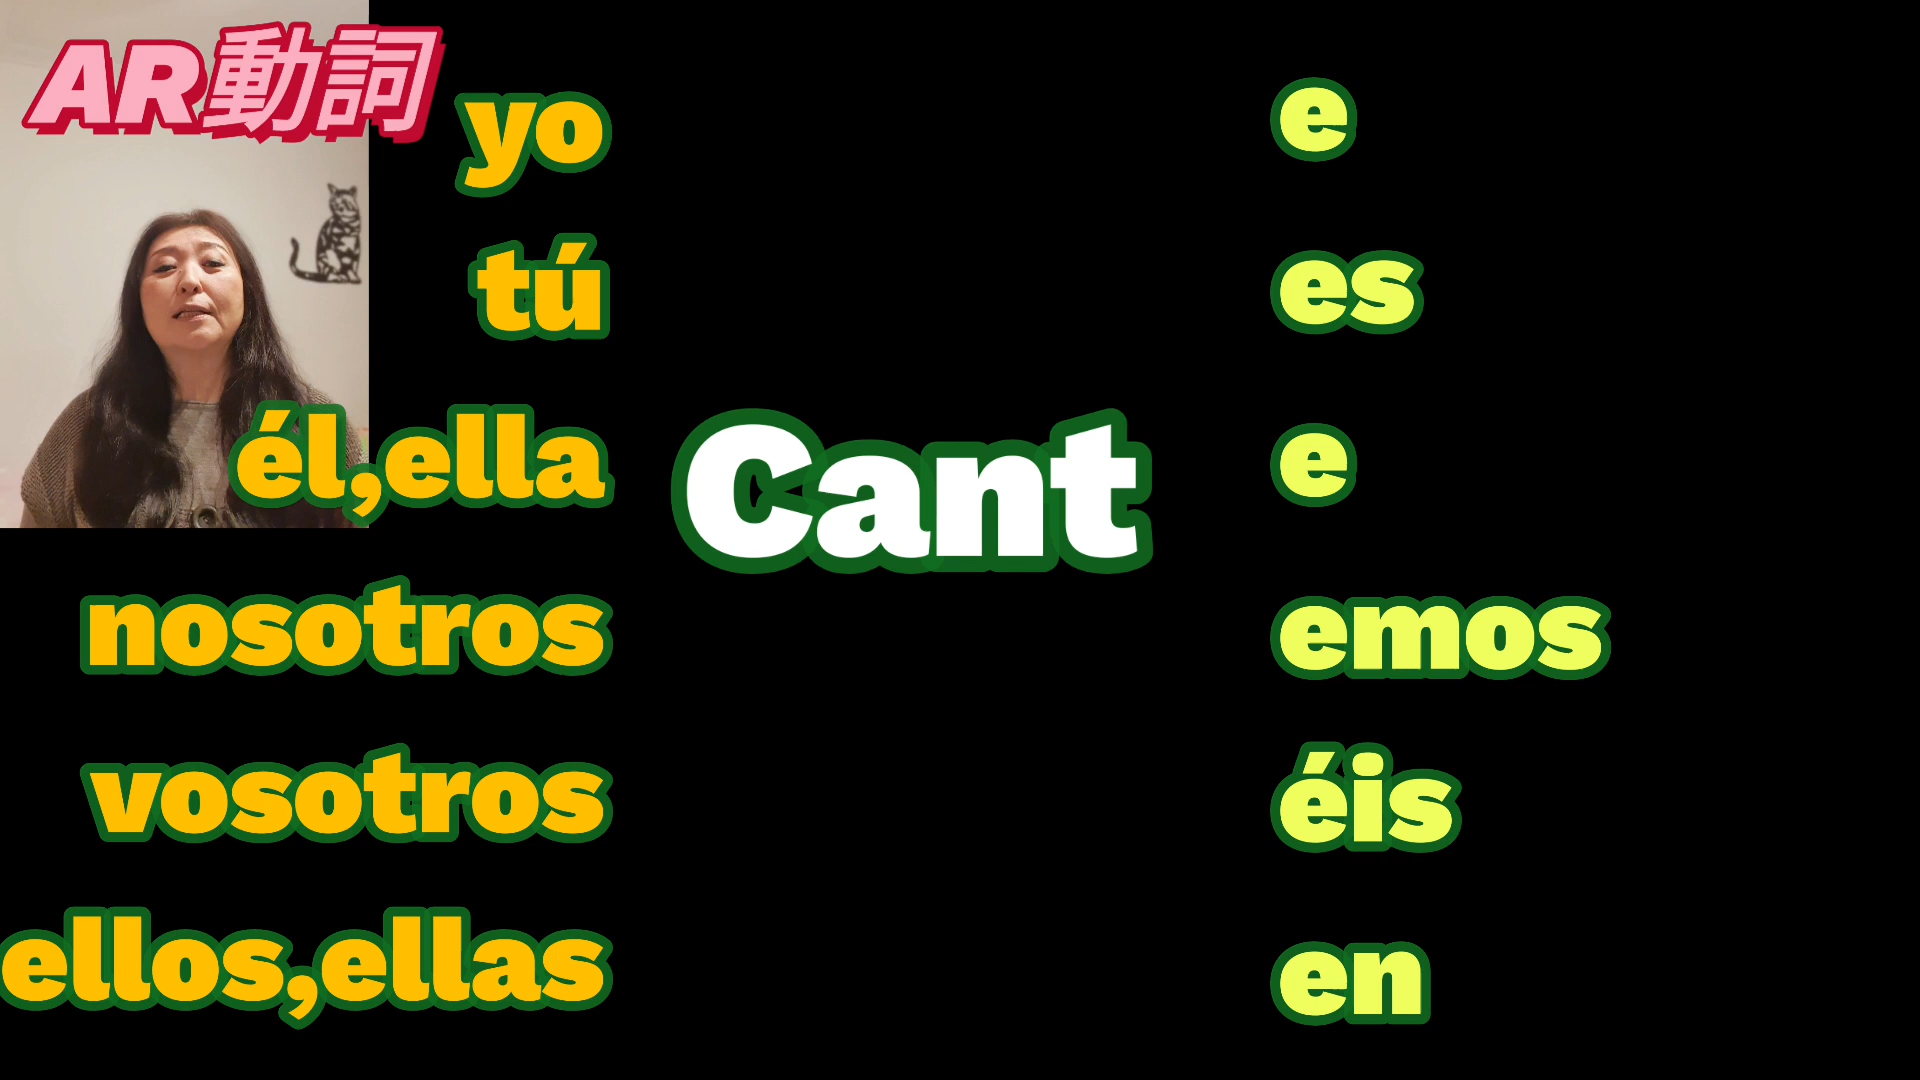 AR動詞
yo
e
tú
es
él,ella
Cant
e
nosotros
emos
vosotros
éis
ellos,ellas
en